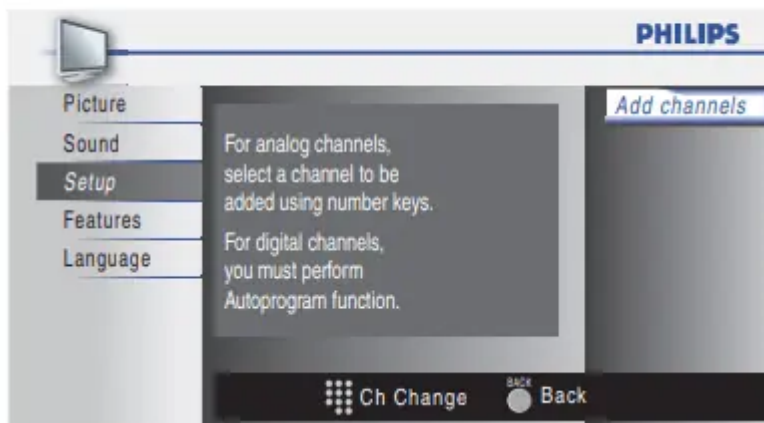 PHILIPS
Picture
Sound
Setup
Features
Language
For analog channels,
select a channel to be
added using number keys.
For digital channels,
you must perform
Autoprogram function.
Add channels
Ch Change
BACK
Back